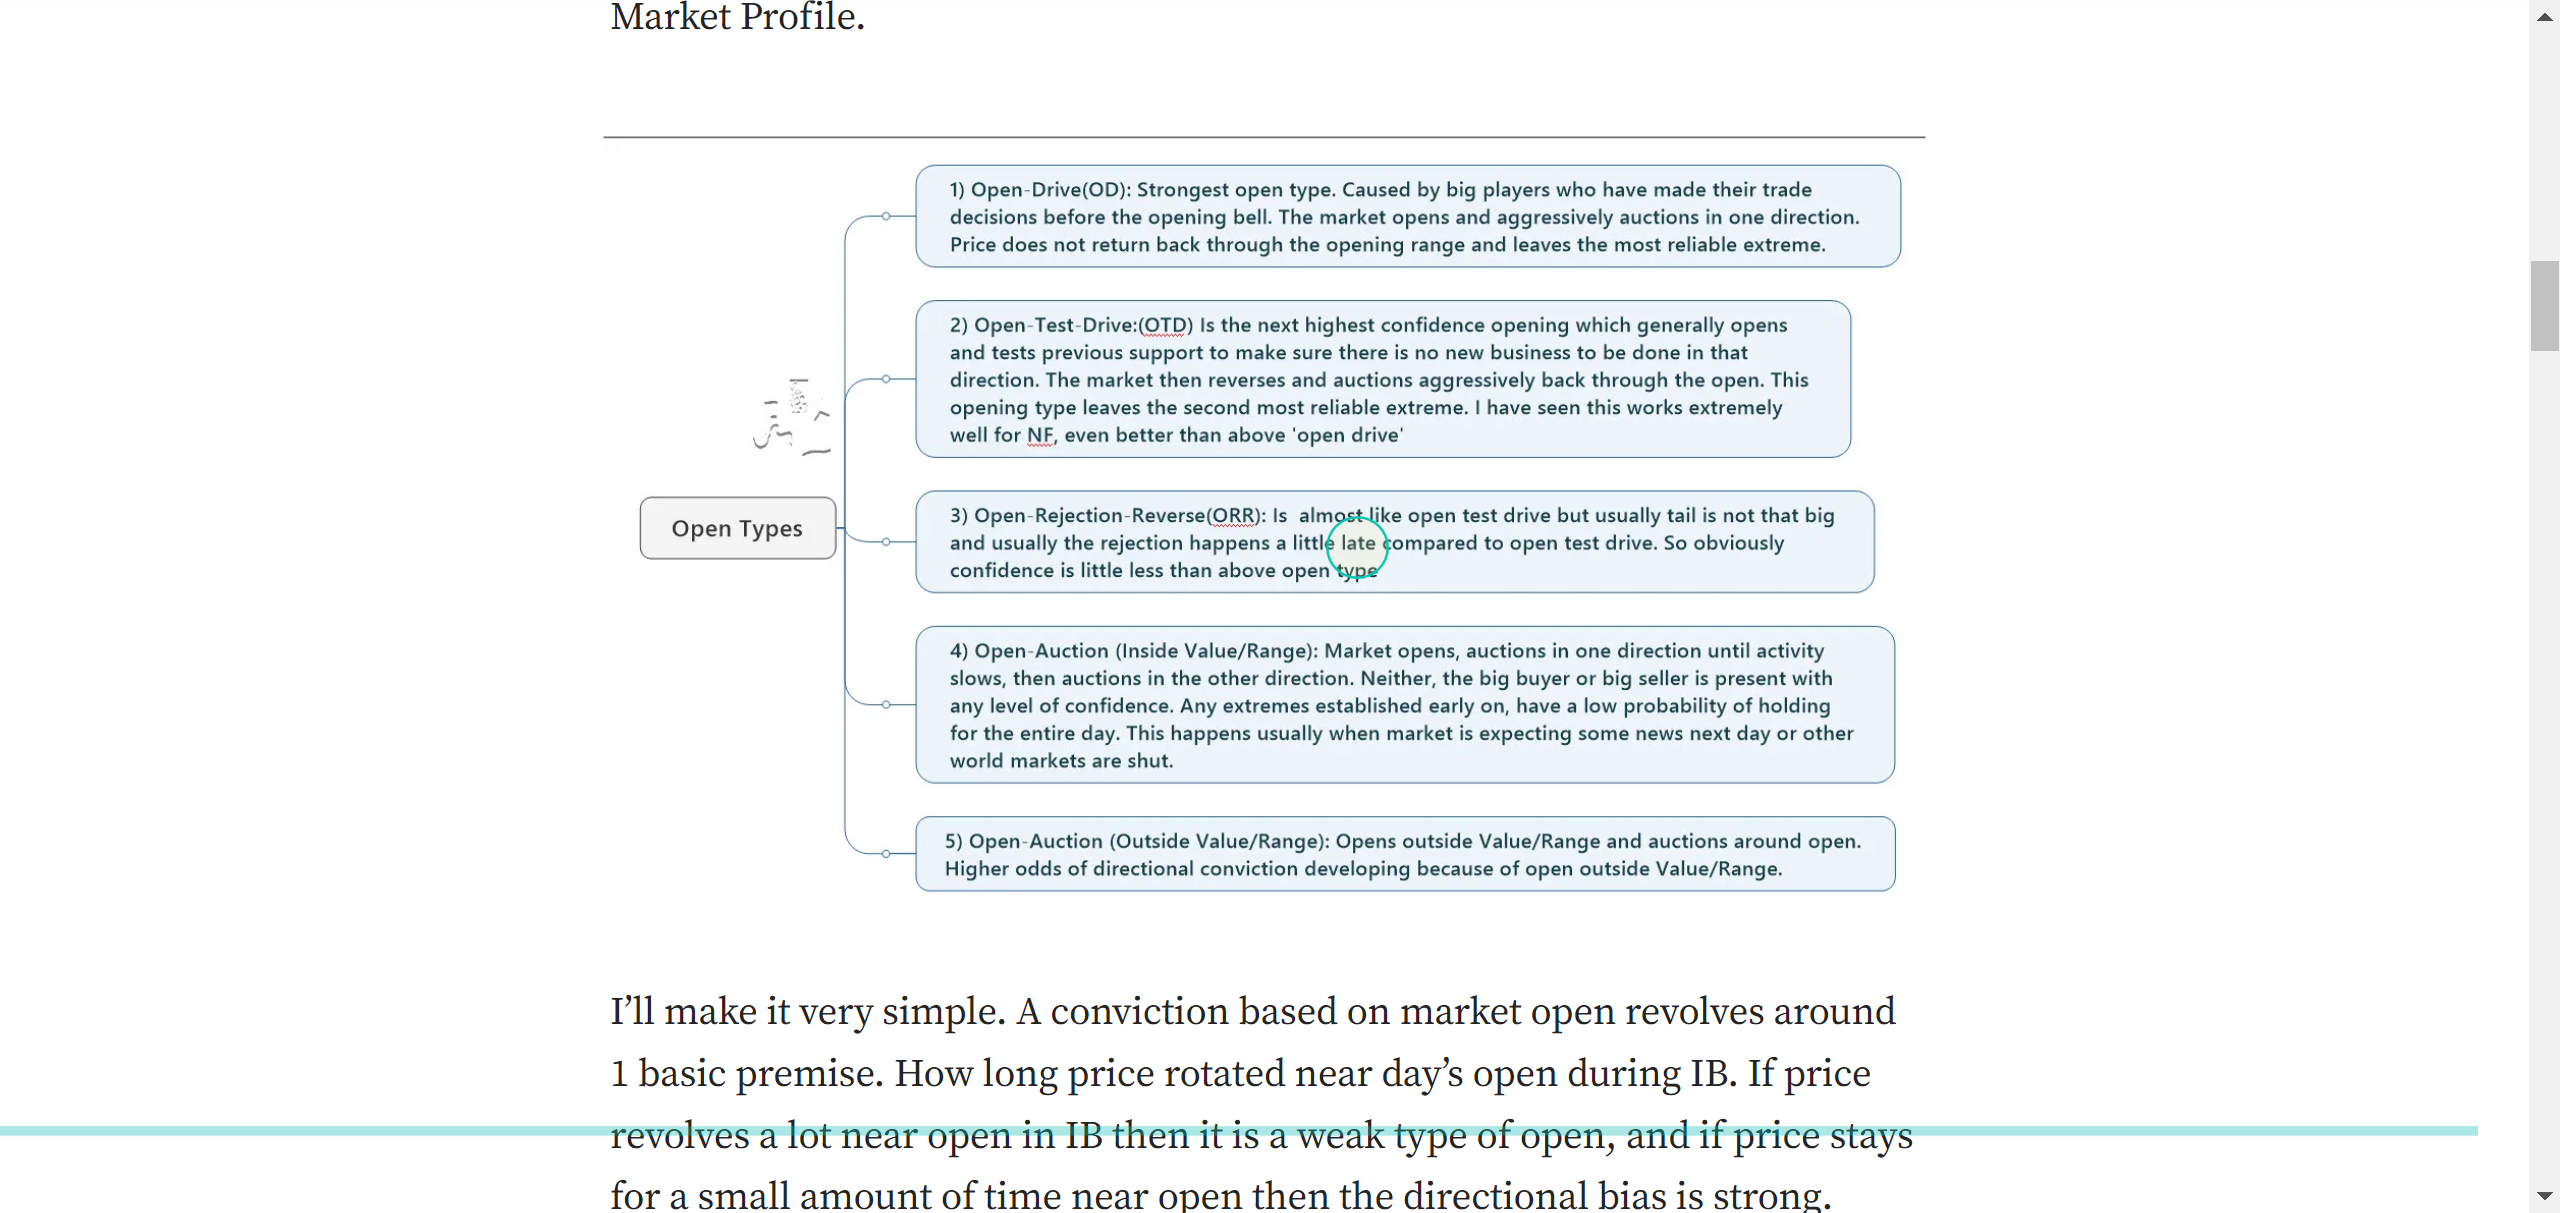 Market Profile.
1) Open-Drive(OD): Strongest open type. Caused by big players who have made their trade
decisions before the opening bell. The market opens and aggressively auctions in one direction.
Price does not return back through the opening range and leaves the most reliable extreme.
2) Open-Test-Drive:(OTD) Is the next highest confidence opening which generally opens
and tests previous support to make sure there is no new business to be done in that
direction. The market then reverses and auctions aggressively back through the open. This
opening type leaves the second most reliable extreme. I have seen this works extremely
well for NF, even better than above 'open drive'
Open Types
3) Open-Rejection-Reverse(ORR): Is  almost like open test drive but usually tail is not that big
and usually the rejection happens a little late compared to open test drive. So obviously
confidence is little less than above open type
4) Open-Auction (Inside Value/Range): Market opens, auctions in one direction until activity
slows, then auctions in the other direction. Neither, the big buyer or big seller is present with
any level of confidence. Any extremes established early on, have a low probability of holding
for the entire day. This happens usually when market is expecting some news next day or other
world markets are shut.
5) Open-Auction (Outside Value/Range): Opens outside Value/Range and auctions around open.
Higher odds of directional conviction developing because of open outside Value/Range.
I’ll make it very simple. A conviction based on market open revolves around
1 basic premise. How long price rotated near day’s open during IB. If price
revolves a lot near open in IB then it is a weak type of open, and if price stays
for a small amount of time near open then the directional bias is strong.